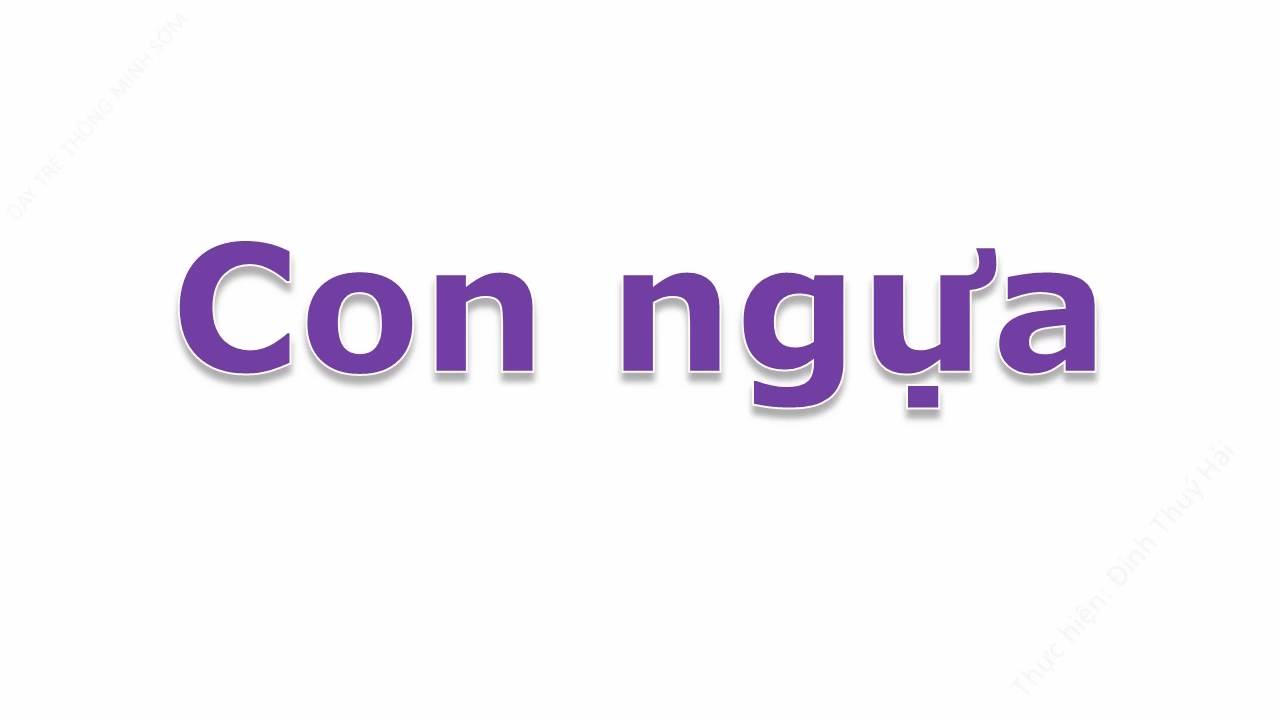 DẠY TRẺ THÔNG MINH SỚM
Con ngựa
Thực hiện: Đinh Thuý Hải